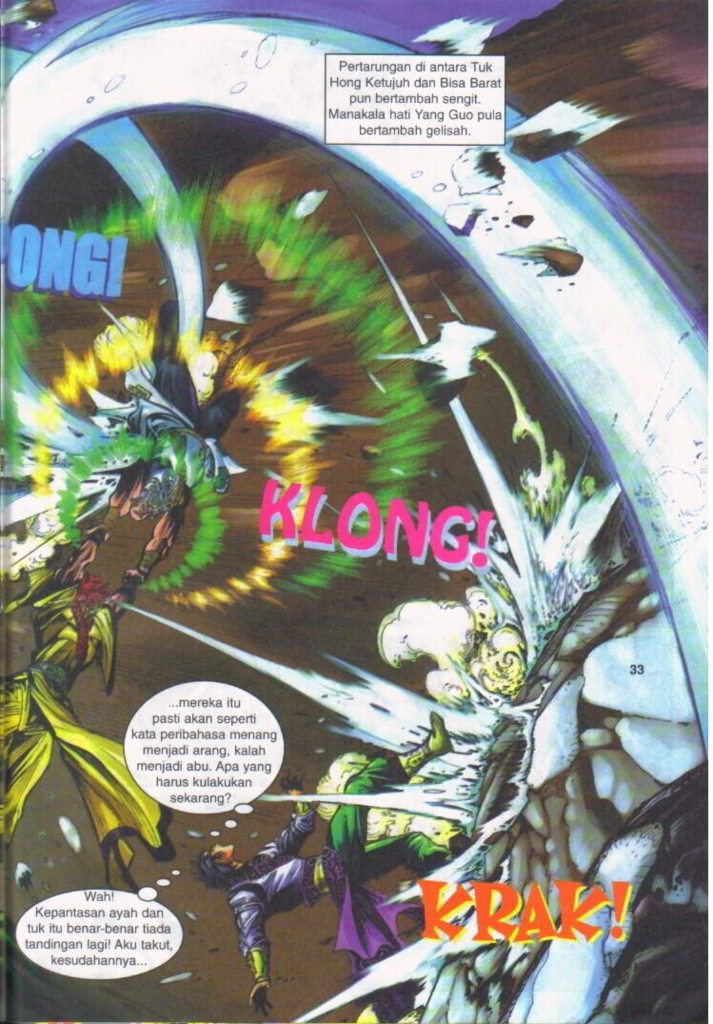 Pertarungan di antara Tuk
Hong Ketujuh dan Bisa Barat
pun bertambah sengit.
Manakala hati Yang Guo pula
bertambah gelisah.
ONG!
KLONG!
33
Wah!
Kepantasan ayah dan
tuk itu benar-benar tiada
tandingan lagi! Aku takut,
kesudahannya...
...mereka itu
pasti akan seperti
kata peribahasa menang
menjadi arang, kalah
menjadi abu. Apa yang
harus kulakukan
sekarang?
KRAK!